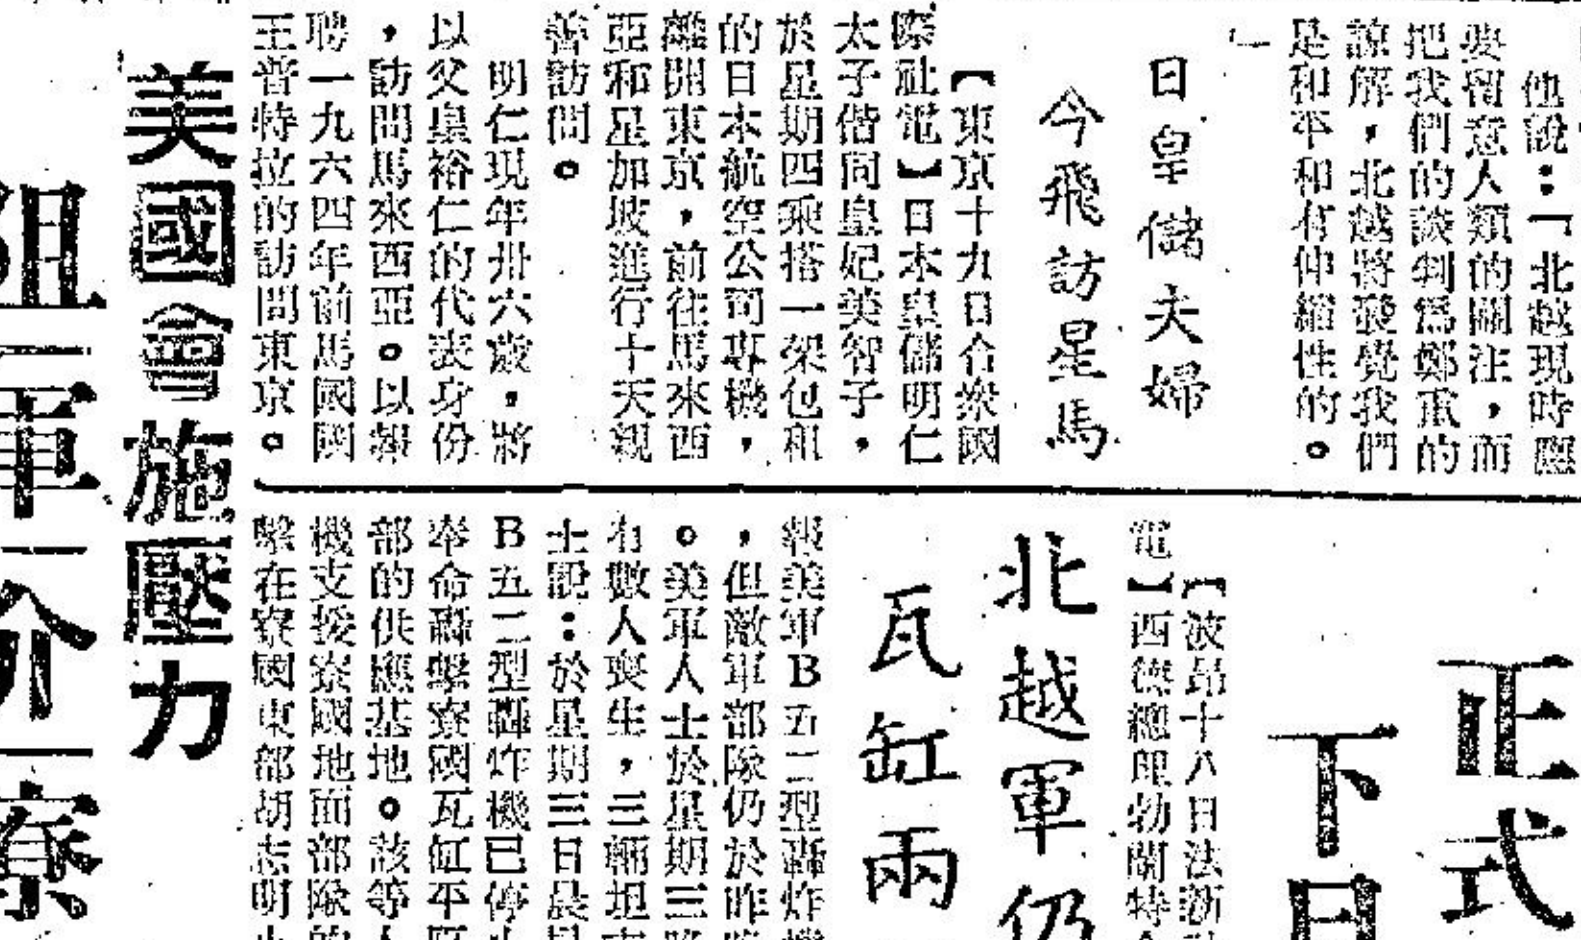 他說：「北越現時應
要留意人類的關注，而
把我們的談判爲鄭重的
諒解，北越將發覺我們
是和平和有伸縮性的。
」
日皇儲夫婦
今飛訪星馬
【東京十九日合衆國
際社電】日本皇儲明仁
太子偕同皇妃美智子，
於星期四乘搭一架包租
的日本航空公司專機，
離開東京，前往馬來西
亞和星加坡進行十天親
善訪問。
明仁現年卅六歲，將
以父皇裕仁的代表身份
，訪問馬來西亞。以報
聘一九六四年前馬國國
王普特拉的訪問東京。
正式
下日
【波昂十八日法新社
電】西德總理勃蘭特
北越軍仍
瓦缸兩
報美軍B五二型轟炸機
，但敵軍部隊仍於昨
。美軍人士於星期三
有數人喪生，三輛坦
士說：於星期三日晨
B五二型轟炸機已停
奉命轟擊寮國瓦缸平原
部的供應基地。該等
機支援寮國地面部隊的
擊在寮國東部胡志明
美國會施壓力
阻軍介寮